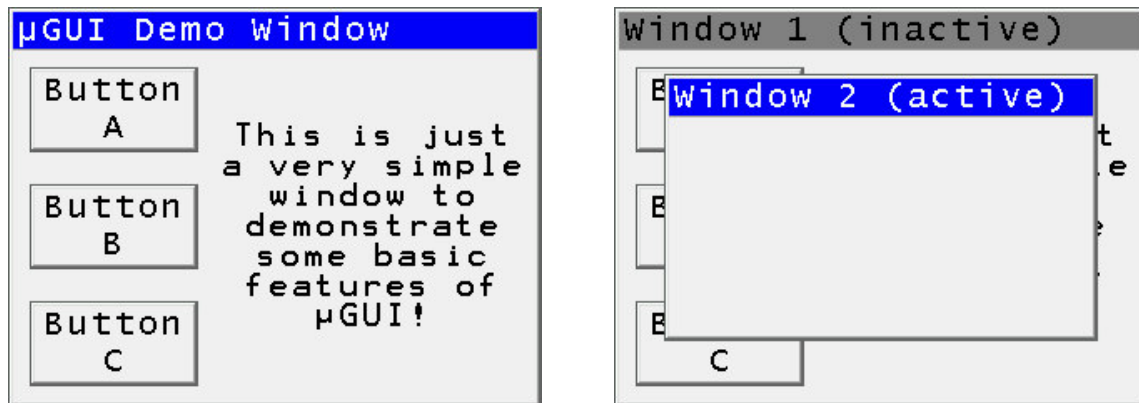 µGUI Demo Window
Button
A
This is just
a very simple
window to
demonstrate
some basic
features of
µGUI!
Button
B
Button
C
Window 1 (inactive)
Window 2 (active)
C